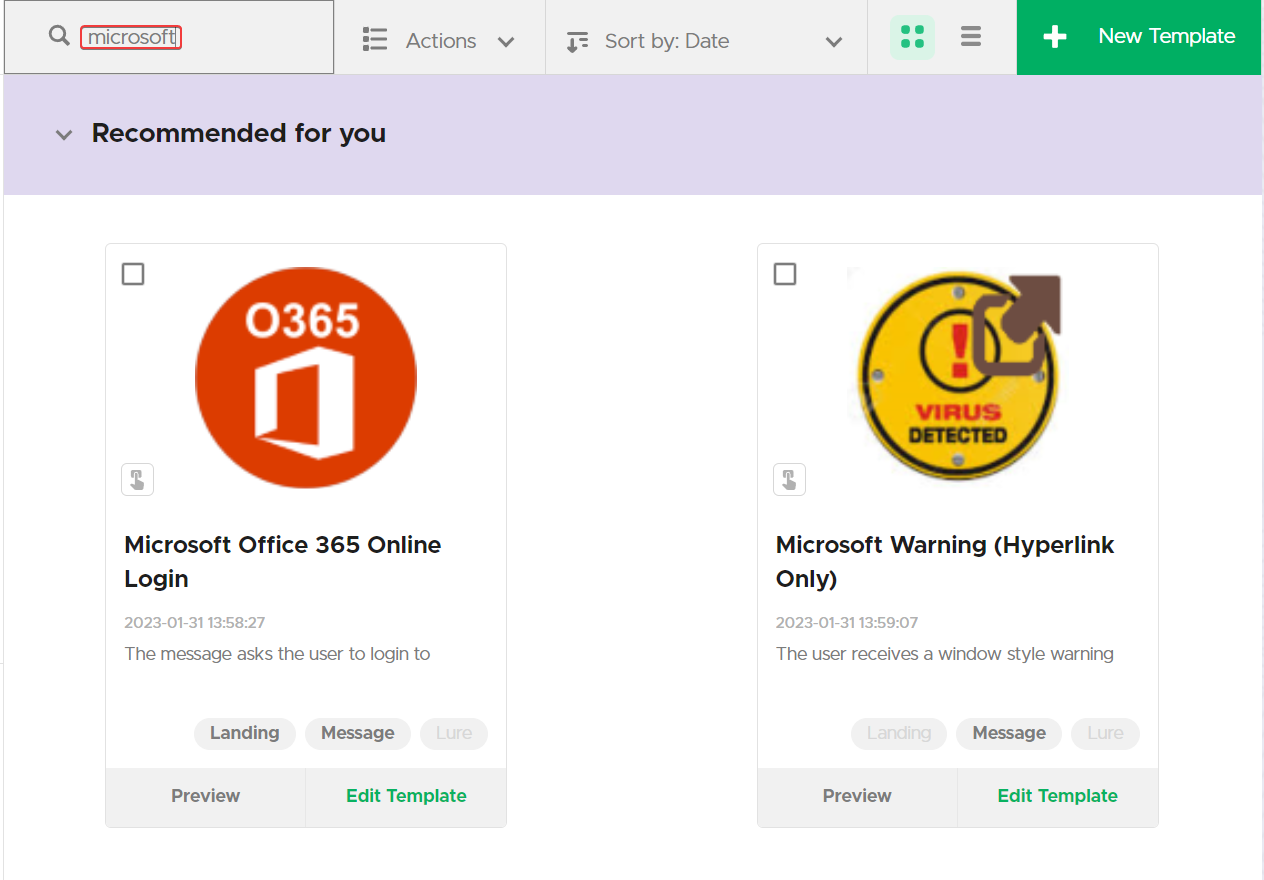 microsoft
Actions
Sort by: Date
New Template
Recommended for you
O365
Microsoft Office 365 Online
Login
2023-01-31 13:58:27
The message asks the user to login to
Landing
Message
Lure
Preview
Edit Template
VIRUS
DETECTED
Microsoft Warning (Hyperlink
Only)
2023-01-31 13:59:07
The user receives a window style warning
Landing
Message
Lure
Preview
Edit Template